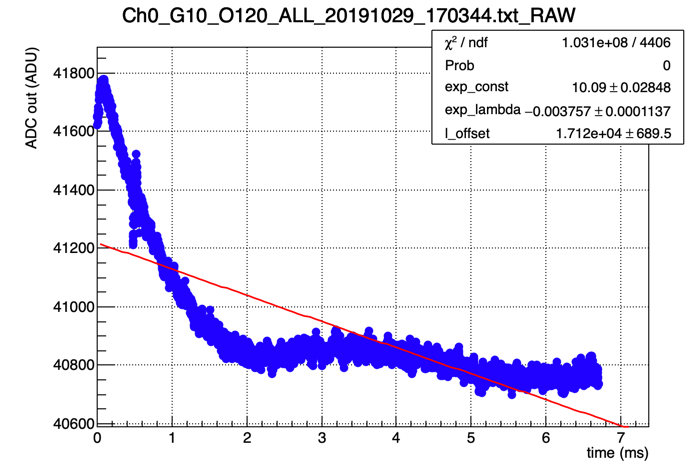 Ch0_G10_O120_ALL_20191029_170344.txt_RAW
χ² / ndf 1.031e+08 / 4406
Prob 0
exp_const 10.09 ± 0.02848
exp_lambda −0.003757 ± 0.0001137
l_offset 1.712e+04 ± 689.5
ADC out (ADU)
41800
41600
41400
41200
41000
40800
40600
0 1 2 3 4 5 6 7
time (ms)